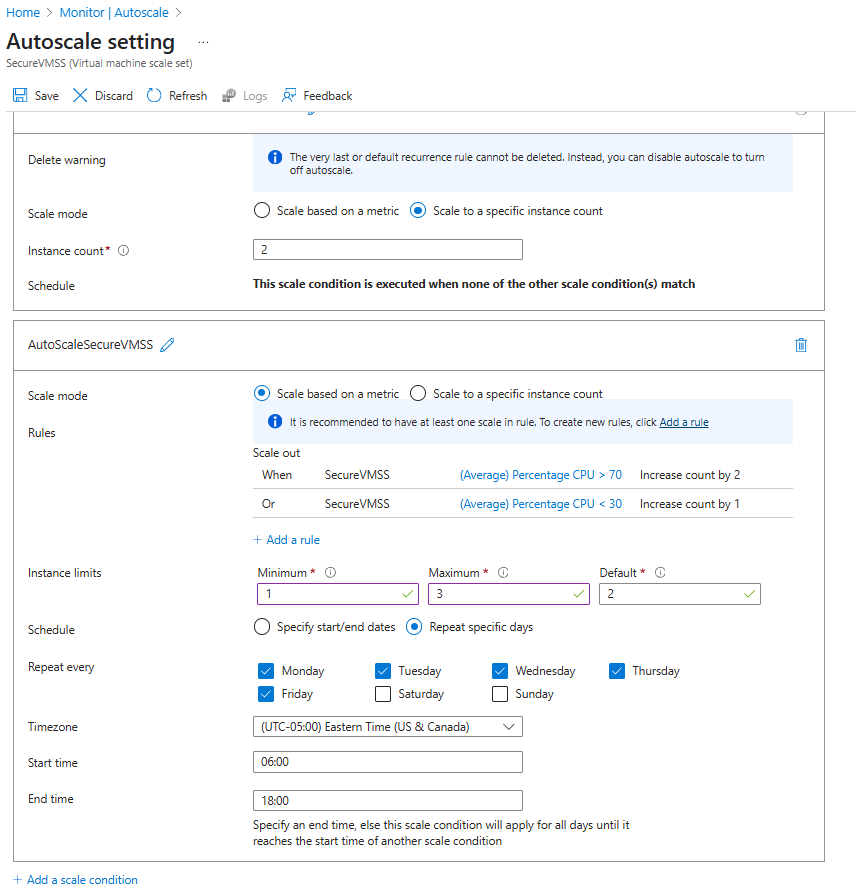 Home > Monitor | Autoscale >
Autoscale setting ...
SecureVMSS (Virtual machine scale set)
Save Discard Refresh Logs Feedback
Delete warning
The very last or default recurrence rule cannot be deleted. Instead, you can disable autoscale to turn
off autoscale.
Scale mode
Scale based on a metric Scale to a specific instance count
Instance count*
2
Schedule
This scale condition is executed when none of the other scale condition(s) match
AutoScaleSecureVMSS
Scale mode
Scale based on a metric Scale to a specific instance count
Rules
It is recommended to have at least one scale in rule. To create new rules, click Add a rule
Scale out
When SecureVMSS (Average) Percentage CPU > 70 Increase count by 2
Or SecureVMSS (Average) Percentage CPU < 30 Increase count by 1
+ Add a rule
Instance limits
Minimum * Maximum * Default *
1 3 2
Schedule
Specify start/end dates Repeat specific days
Repeat every
Monday Tuesday Wednesday Thursday
Friday Saturday Sunday
Timezone
(UTC-05:00) Eastern Time (US & Canada)
Start time
06:00
End time
18:00
Specify an end time, else this scale condition will apply for all days until it
reaches the start time of another scale condition
+ Add a scale condition